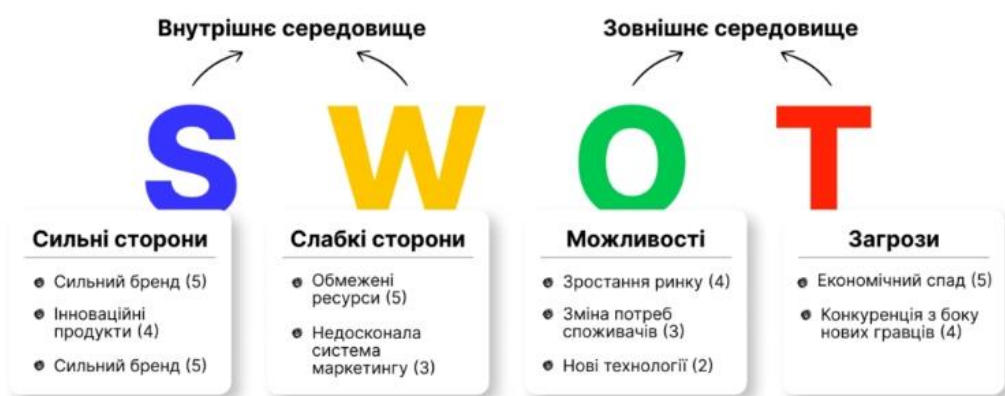 Внутрішнє середовище
Зовнішнє середовище
S
W
O
T
Сильні сторони
Сильний бренд (5)
Інноваційні
продукти (4)
Сильний бренд (5)
Слабкі сторони
Обмежені
ресурси (5)
Недосконала
система
маркетингу (3)
Можливості
Зростання ринку (4)
Зміна потреб
споживачів (3)
Нові технології (2)
Загрози
Економічний спад (5)
Конкуренція з боку
нових гравців (4)